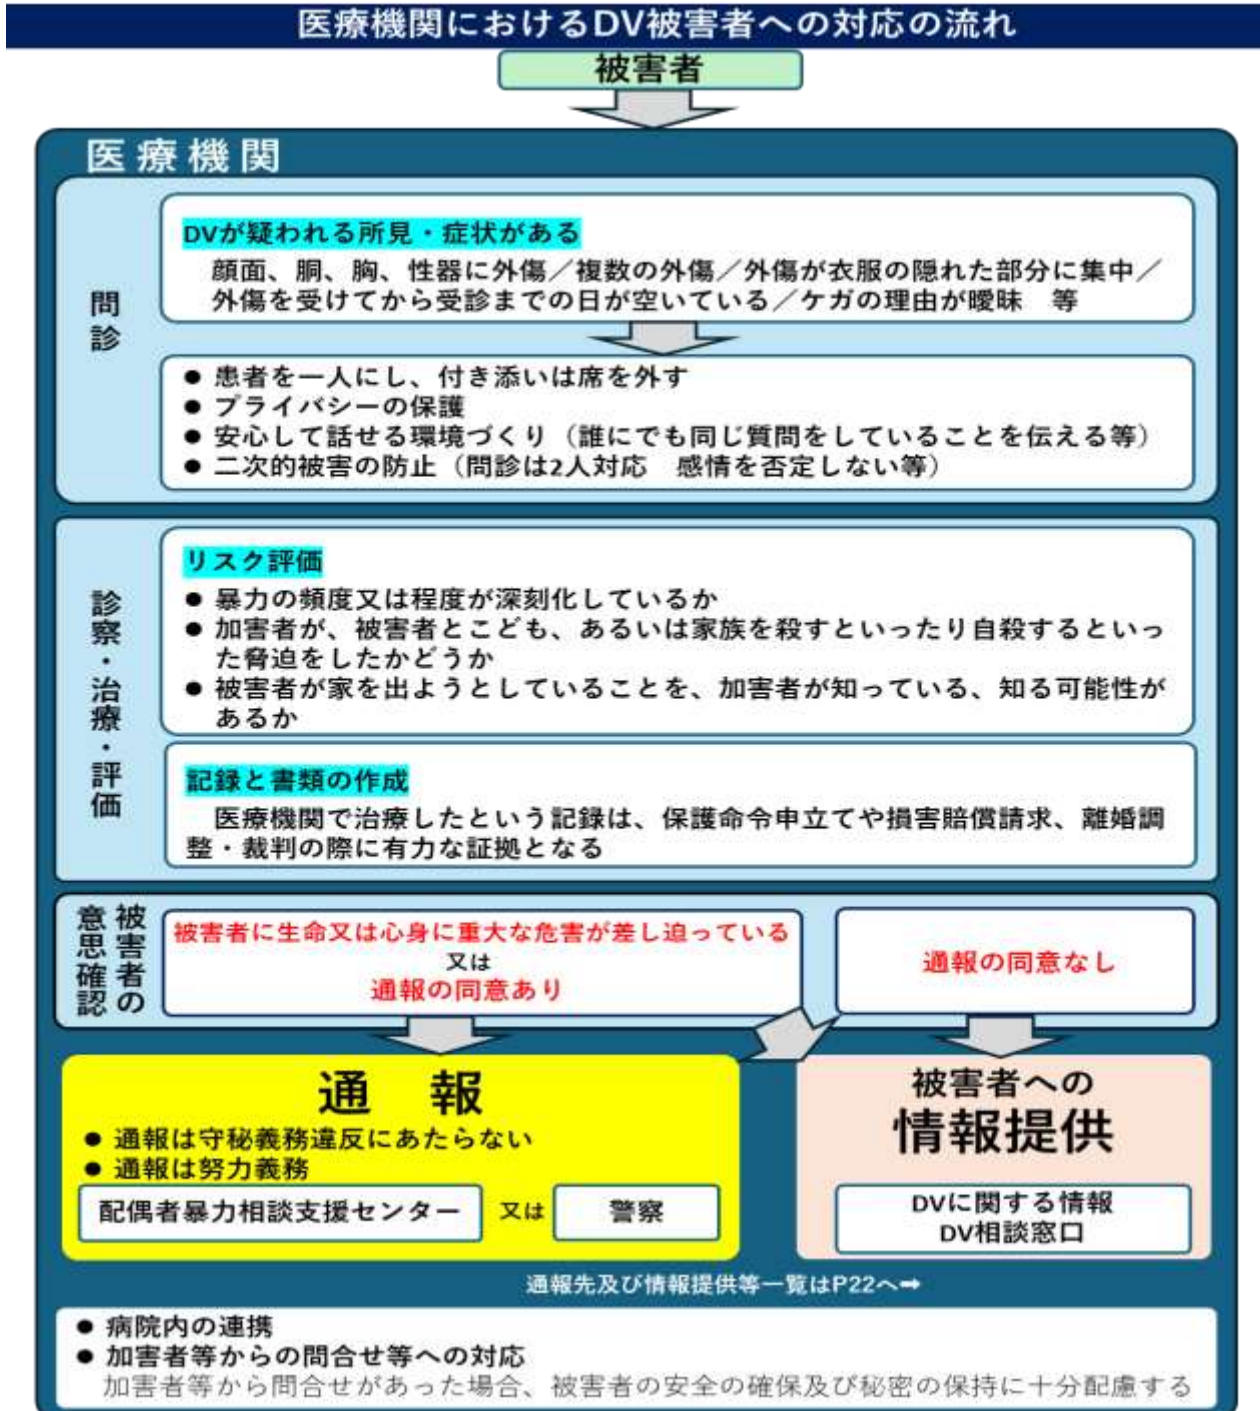 医療機関におけるDV被害者への対応の流れ
被害者
医療機関
問診
DVが疑われる所見・症状がある
顔面、胴、胸、性器に外傷／複数の外傷／外傷が衣服の隠れた部分に集中／
外傷を受けてから受診までの日が空いている／ケガの理由が曖昧　等
● 患者を一人にし、付き添いは席を外す
● プライバシーの保護
● 安心して話せる環境づくり（誰にでも同じ質問をしていることを伝える等）
● 二次的被害の防止（問診は2人対応　感情を否定しない等）
診察・治療・評価
リスク評価
● 暴力の頻度又は程度が深刻化しているか
● 加害者が、被害者とこども、あるいは家族を殺すといったり自殺するといっ
た脅迫をしたかどうか
● 被害者が家を出ようとしていることを、加害者が知っている、知る可能性が
あるか
記録と書類の作成
医療機関で治療したという記録は、保護命令申立てや損害賠償請求、離婚調
整・裁判の際に有力な証拠となる
被害者の
意思確認
被害者に生命又は心身に重大な危害が差し迫っている
又は
通報の同意あり
通報の同意なし
通　報
● 通報は守秘義務違反にあたらない
● 通報は努力義務
配偶者暴力相談支援センター
又は
警察
被害者への
情報提供
DVに関する情報
DV相談窓口
通報先及び情報提供等一覧はP22へ➡
● 病院内の連携
● 加害者等からの問合せ等への対応
加害者等から問合せがあった場合、被害者の安全の確保及び秘密の保持に十分配慮する